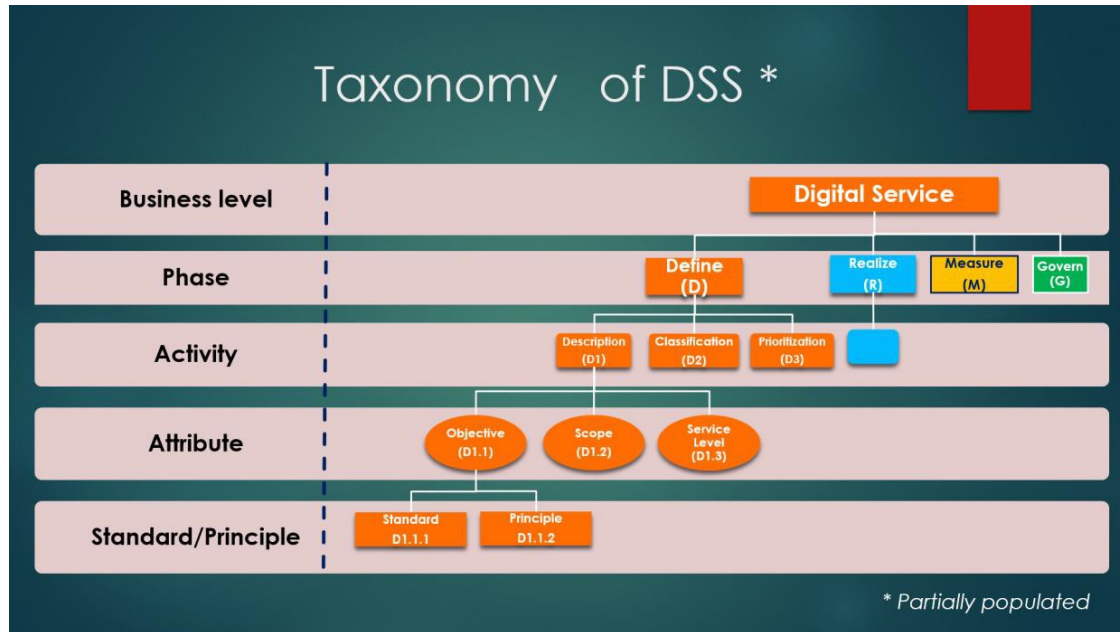 Taxonomy of DSS *
Business level
Digital Service
Phase
Define
(D)
Realize
(R)
Measure
(M)
Govern
(G)
Activity
Description
(D1)
Classification
(D2)
Prioritization
(D3)
Attribute
Objective
(D1.1)
Scope
(D1.2)
Service
Level
(D1.3)
Standard/Principle
Standard
D1.1.1
Principle
D1.1.2
* Partially populated